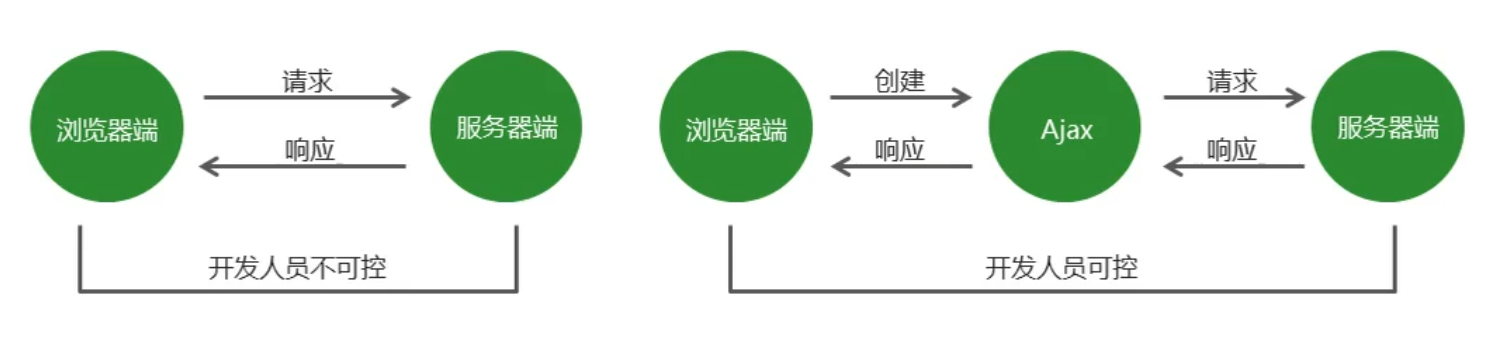 请求
浏览器端
服务器端
响应
开发人员不可控
创建
请求
浏览器端
Ajax
服务器端
响应
响应
开发人员可控